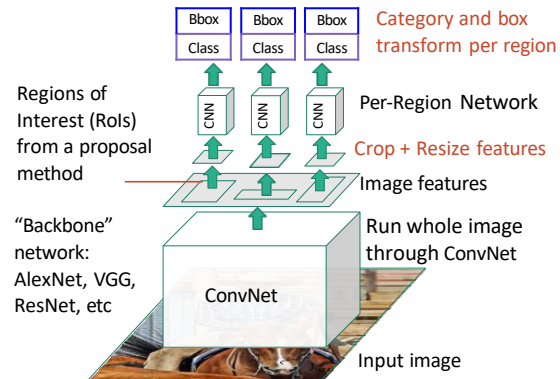 Bbox Bbox Bbox
Class Class Class
Category and box
transform per region
Regions of
Interest (RoIs)
from a proposal
method
CNN CNN CNN
Per-Region Network
Crop + Resize features
Image features
“Backbone”
network:
AlexNet, VGG,
ResNet, etc
Run whole image
through ConvNet
ConvNet
Input image